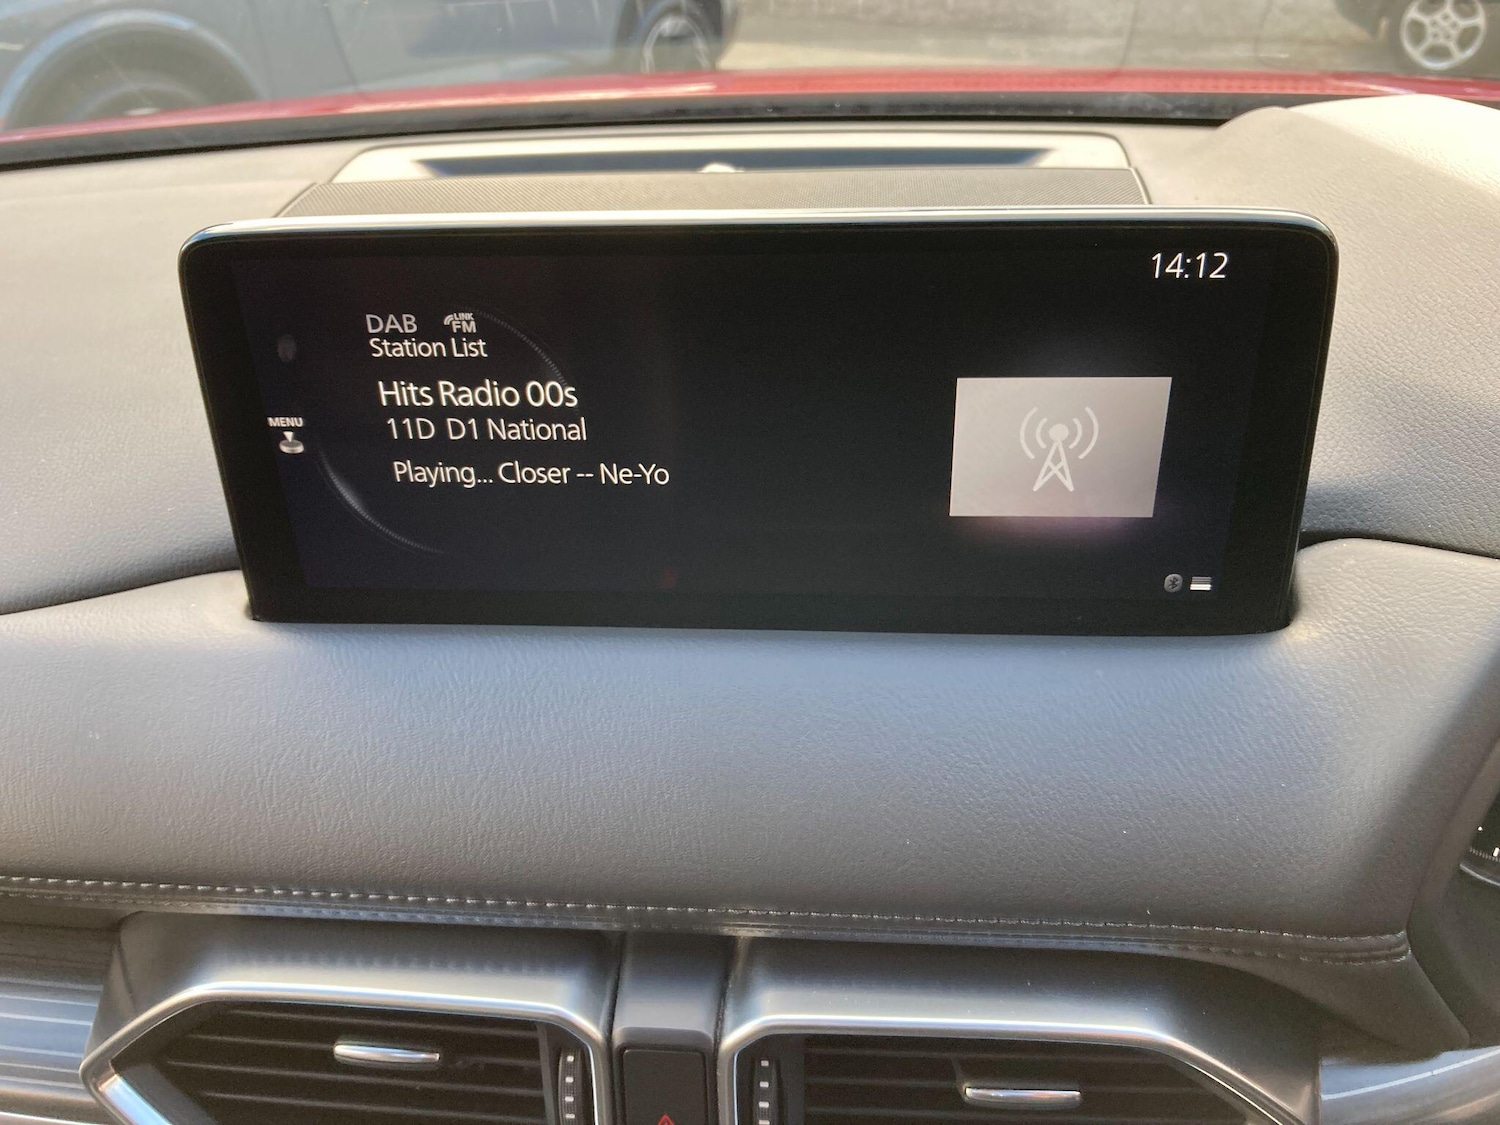 14:12
DAB LINK FM
Station List
Hits Radio 00s
11D D1 National
MENU
Playing... Closer -- Ne-Yo